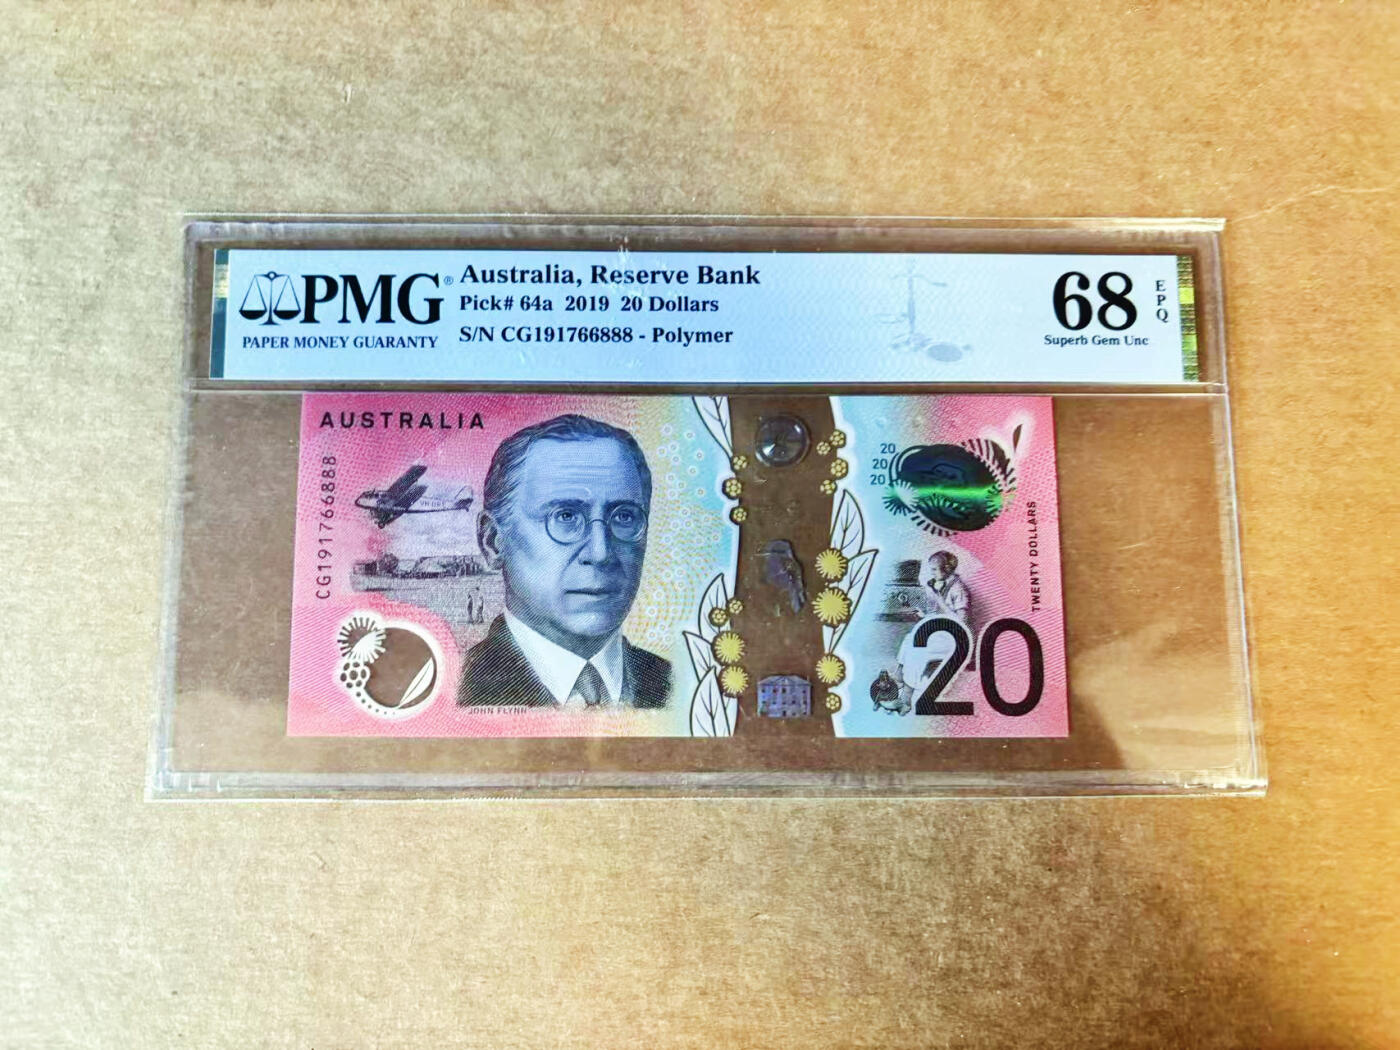 PMG®
PAPER MONEY GUARANTY
Australia, Reserve Bank
Pick# 64a 2019 20 Dollars
S/N CG191766888 - Polymer
68
EPQ
Superb Gem Unc
AUSTRALIA
CG191766888
JOHN FLYNN
20
20
20
TWENTY DOLLARS
20